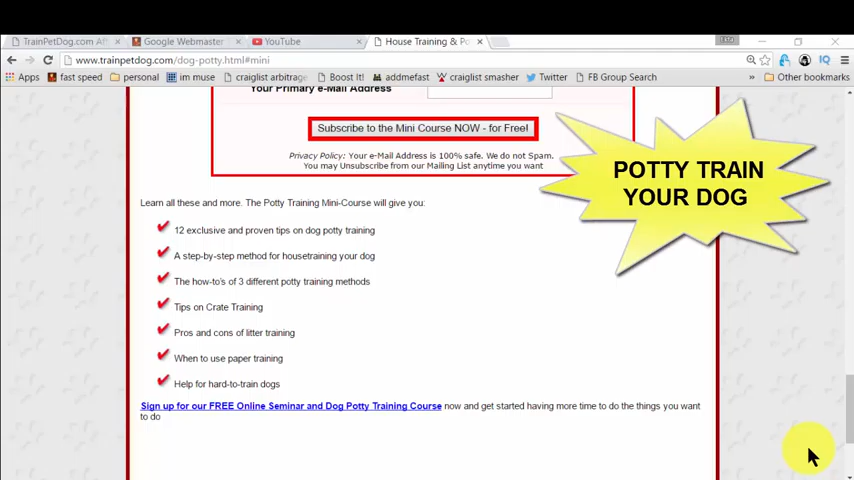 TrainPetDog.com Aff
Google Webmaster
YouTube
House Training & Po
www.trainpetdog.com/dog-potty.html#mini
Apps
fast speed
personal
im muse
craiglist arbitrage
Boost It!
addmefast
craiglist smasher
Twitter
FB Group Search
» Other bookmarks
Your Primary e-Mail Address
Subscribe to the Mini Course NOW - for Free!
Privacy Policy: Your e-Mail Address is 100% safe. We do not Spam.
You may Unsubscribe from our Mailing List anytime you want
POTTY TRAIN
YOUR DOG
Learn all these and more. The Potty Training Mini-Course will give you:
12 exclusive and proven tips on dog potty training
A step-by-step method for housetraining your dog
The how-to's of 3 different potty training methods
Tips on Crate Training
Pros and cons of litter training
When to use paper training
Help for hard-to-train dogs
Sign up for our FREE Online Seminar and Dog Potty Training Course now and get started having more time to do the things you want
to do